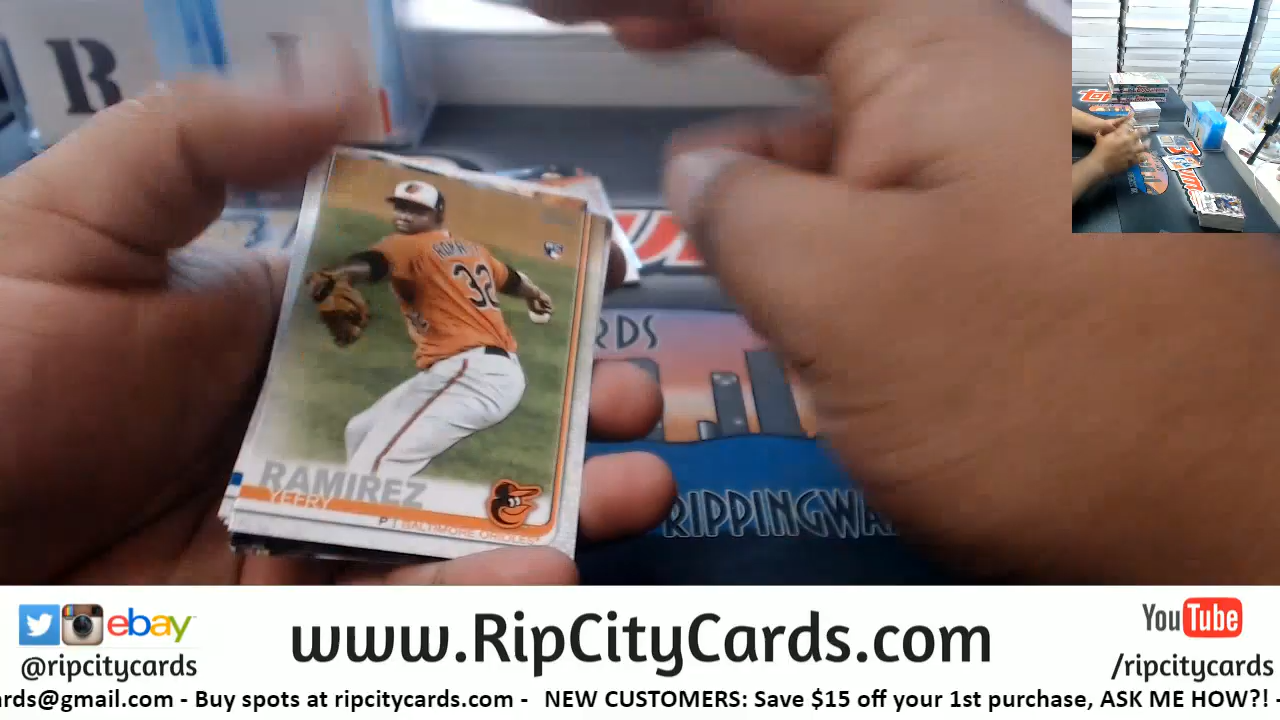 32
RAMIREZ
YEFRY
P | BALTIMORE ORIOLES
RDS
RIPPINGWA
B
ebay
@ripcitycards
www.RipCityCards.com
YouTube
/ripcitycards
ards@gmail.com - Buy spots at ripcitycards.com - NEW CUSTOMERS: Save $15 off your 1st purchase, ASK ME HOW?! -